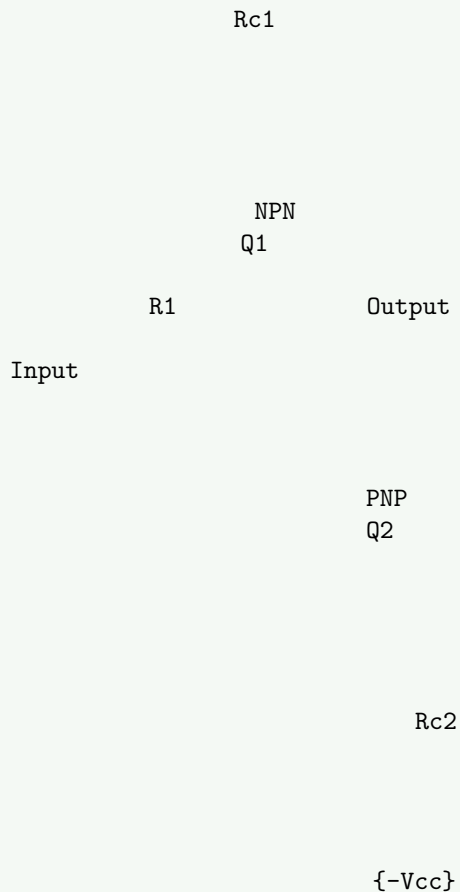 Rc1
NPN
Q1
R1 Output
Input
PNP
Q2
Rc2
{-Vcc}